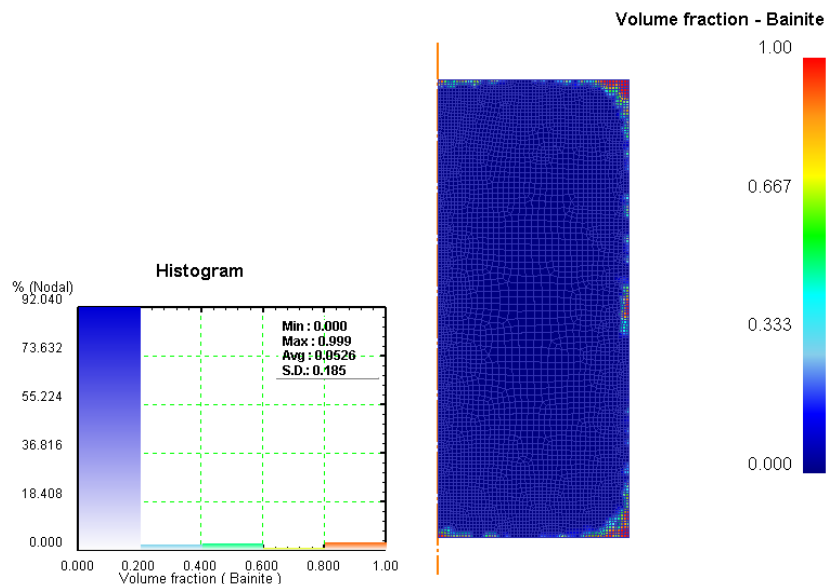 Volume fraction - Bainite
1.00
0.667
0.333
0.000
Histogram
% (Nodal)
92.040
73.632
55.224
36.816
18.408
0.000
Min : 0.000
Max : 0.999
Avg : 0.0526
S.D.: 0.185
0.000 0.200 0.400 0.600 0.800 1.00
Volume fraction ( Bainite )